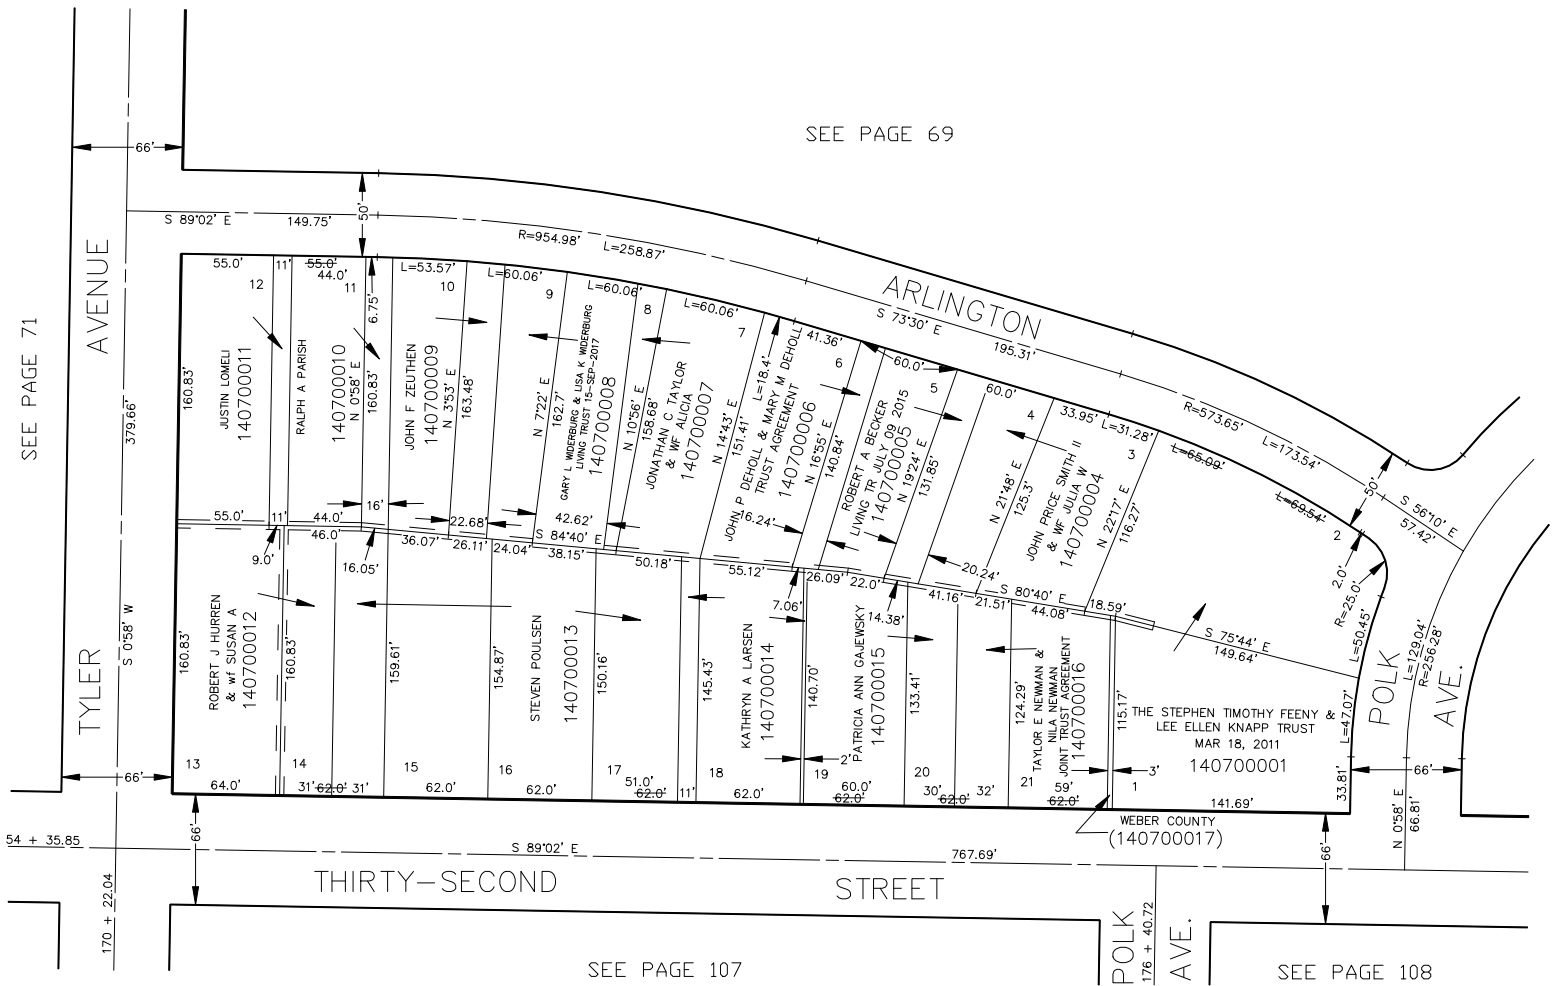 SEE PAGE 69
66'
S 89°02' E
149.75'
50'
R=954.98'
L=258.87'
ARLINGTON
S 73°30' E
195.31'
R=573.65'
L=173.54'
50'
S 56°10' E
57.42'
SEE PAGE 71
AVENUE
TYLER
379.66'
S 0°58' W
55.0'
11'
55.0'
44.0'
L=53.57'
L=60.06'
L=60.06'
L=60.06'
41.36'
60.0'
60.0'
33.95'
L=31.28'
L=65.09'
L=69.54'
12
11
10
9
8
7
6
5
4
3
2
6.75'
160.83'
JUSTIN LOMELI
140700011
RALPH A PARISH
140700010
N 0°58' E
160.83'
JOHN F ZEUTHEN
140700009
N 3°53' E
163.48'
N 7°22' E
162.7'
GARY L WIDERBURG & LISA K WIDERBURG
LIVING TRUST 15-SEP-2017
140700008
N 10°56' E
158.68'
JONATHAN C TAYLOR
& WF ALICIA
140700007
N 14°43' E
151.41'
L=18.4'
JOHN P DEHOLL & MARY M DEHOLL
TRUST AGREEMENT
140700006
N 16°55' E
140.84'
ROBERT A BECKER
LIVING TR JULY 09 2015
140700005
N 19°24' E
131.85'
N 21°48' E
125.3'
JOHN PRICE SMITH II
& WF JULIA W
140700004
N 22°17' E
116.27'
2.0'
R=25.0'
L=50.45'
L=129.04'
R=256.28'
55.0'
11'
44.0'
16'
22.68'
42.62'
S 84°40' E
16.24'
20.24'
S 80°40' E
46.0'
9.0'
16.05'
36.07'
26.11'
24.04'
38.15'
50.18'
55.12'
7.06'
26.09'
22.0'
14.38'
41.16'
21.51'
44.08'
18.59'
S 75°44' E
149.64'
160.83'
ROBERT J HURREN
& wf SUSAN A
140700012
160.83'
159.61'
154.87'
STEVEN POULSEN
140700013
150.16'
145.43'
KATHRYN A LARSEN
140700014
140.70'
PATRICIA ANN GAJEWSKY
140700015
133.41'
124.29'
TAYLOR E NEWMAN &
NILA NEWMAN
JOINT TRUST AGREEMENT
140700016
115.17'
THE STEPHEN TIMOTHY FEENY &
LEE ELLEN KNAPP TRUST
MAR 18, 2011
140700001
L=47.07'
33.81'
POLK
AVE.
66'
N 0°58' E
66.81'
13
14
15
16
17
18
19
20
21
1
2'
3'
66'
64.0'
31'
62.0'
31'
62.0'
62.0'
51.0'
62.0'
11'
62.0'
60.0'
62.0'
30'
62.0'
32'
59'
62.0'
141.69'
WEBER COUNTY
(140700017)
54 + 35.85
66'
S 89°02' E
767.69'
66'
THIRTY-SECOND
STREET
170 + 22.04
POLK
176 + 40.72
AVE.
SEE PAGE 107
SEE PAGE 108